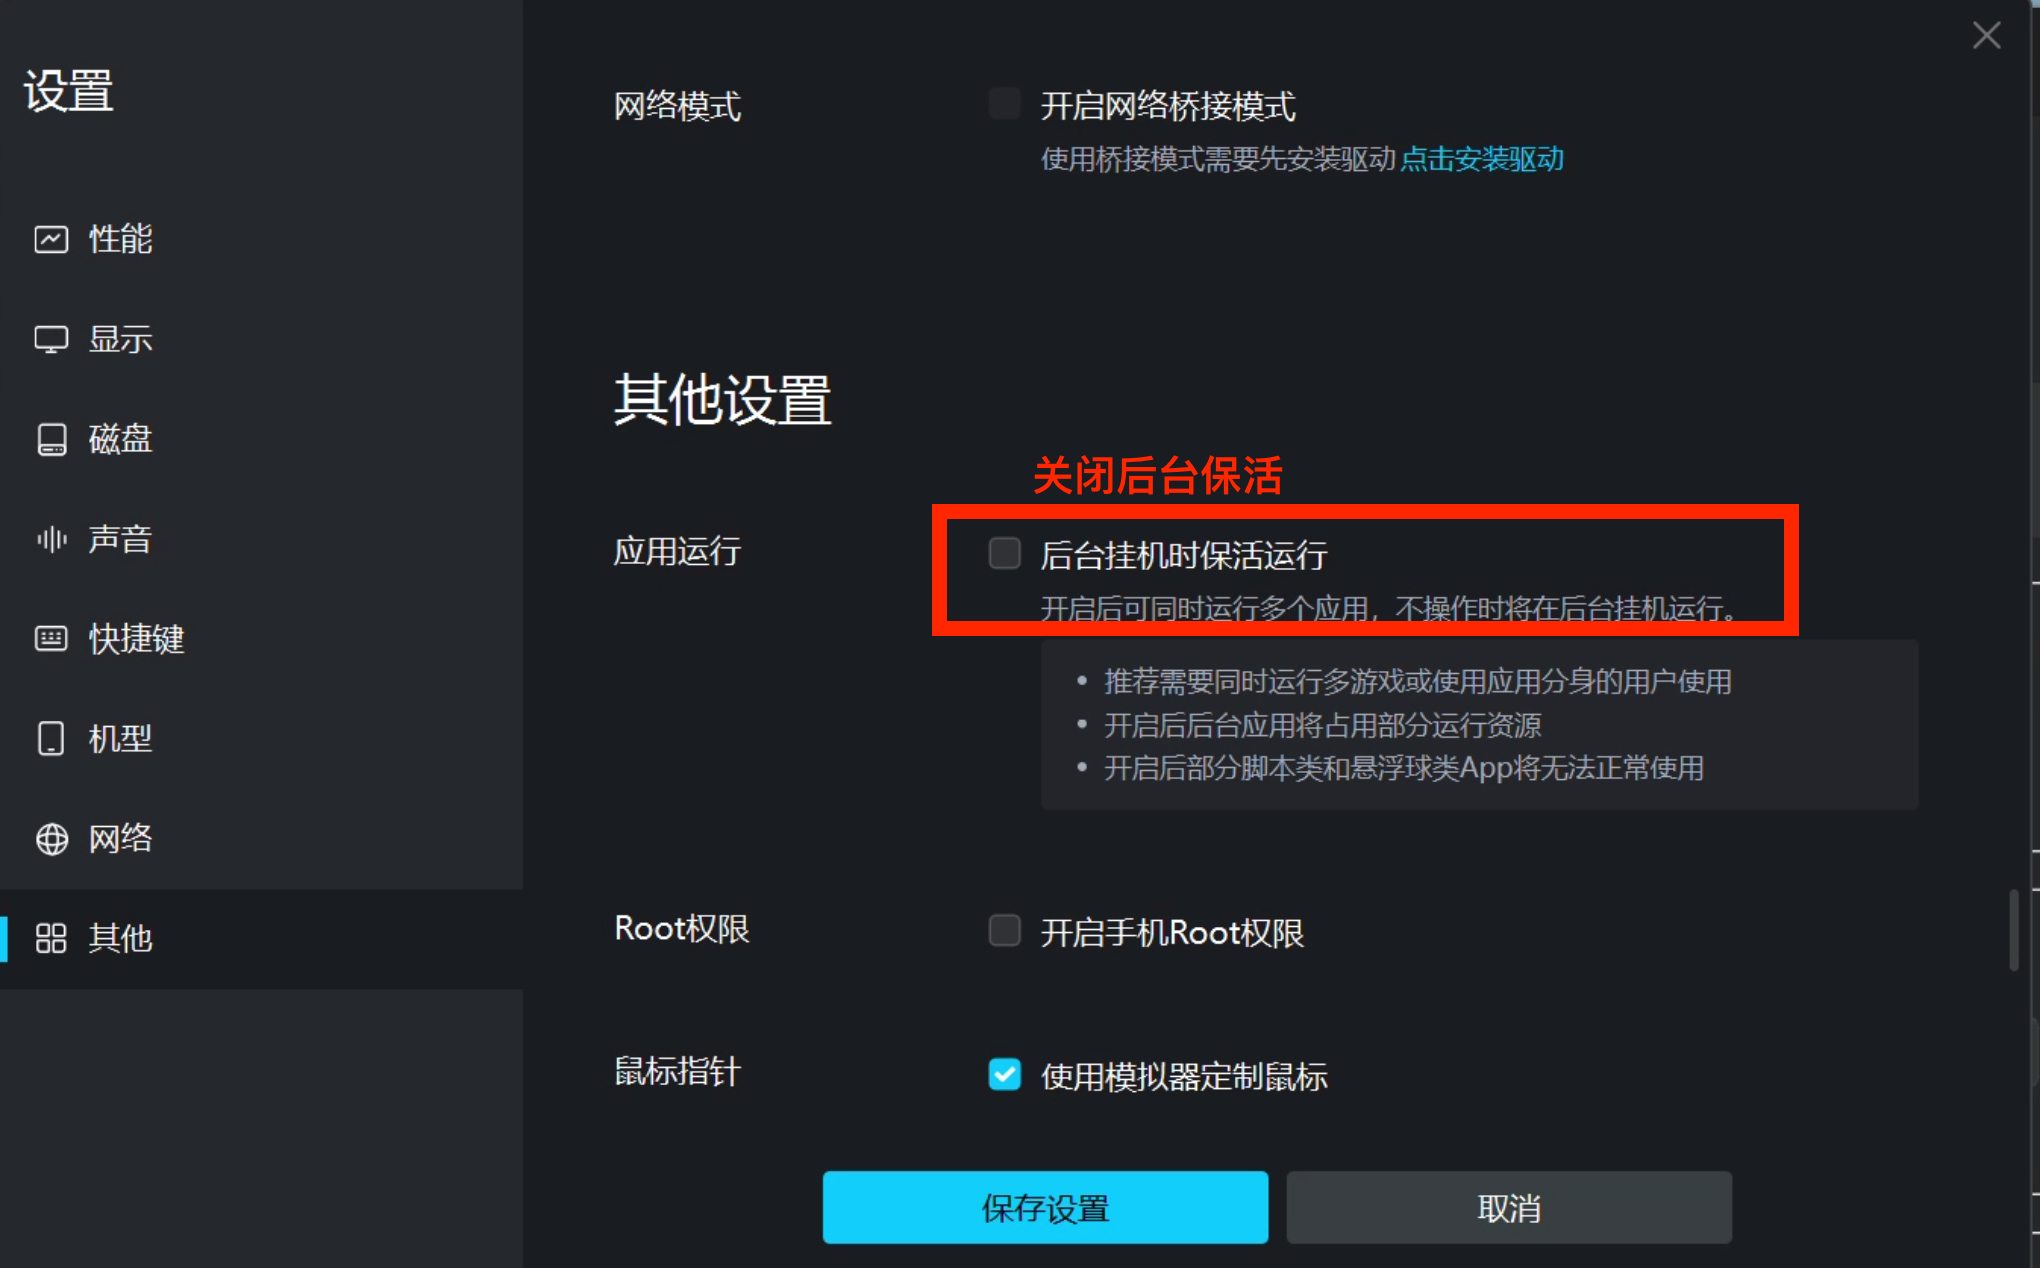 设置
性能
显示
磁盘
声音
快捷键
机型
网络
其他
网络模式
开启网络桥接模式
使用桥接模式需要先安装驱动 点击安装驱动
其他设置
关闭后台保活
应用运行
后台挂机时保活运行
开启后可同时运行多个应用，不操作时将在后台挂机运行。
• 推荐需要同时运行多游戏或使用应用分身的用户使用
• 开启后后台应用将占用部分运行资源
• 开启后部分脚本类和悬浮球类App将无法正常使用
Root权限
开启手机Root权限
鼠标指针
使用模拟器定制鼠标
保存设置
取消